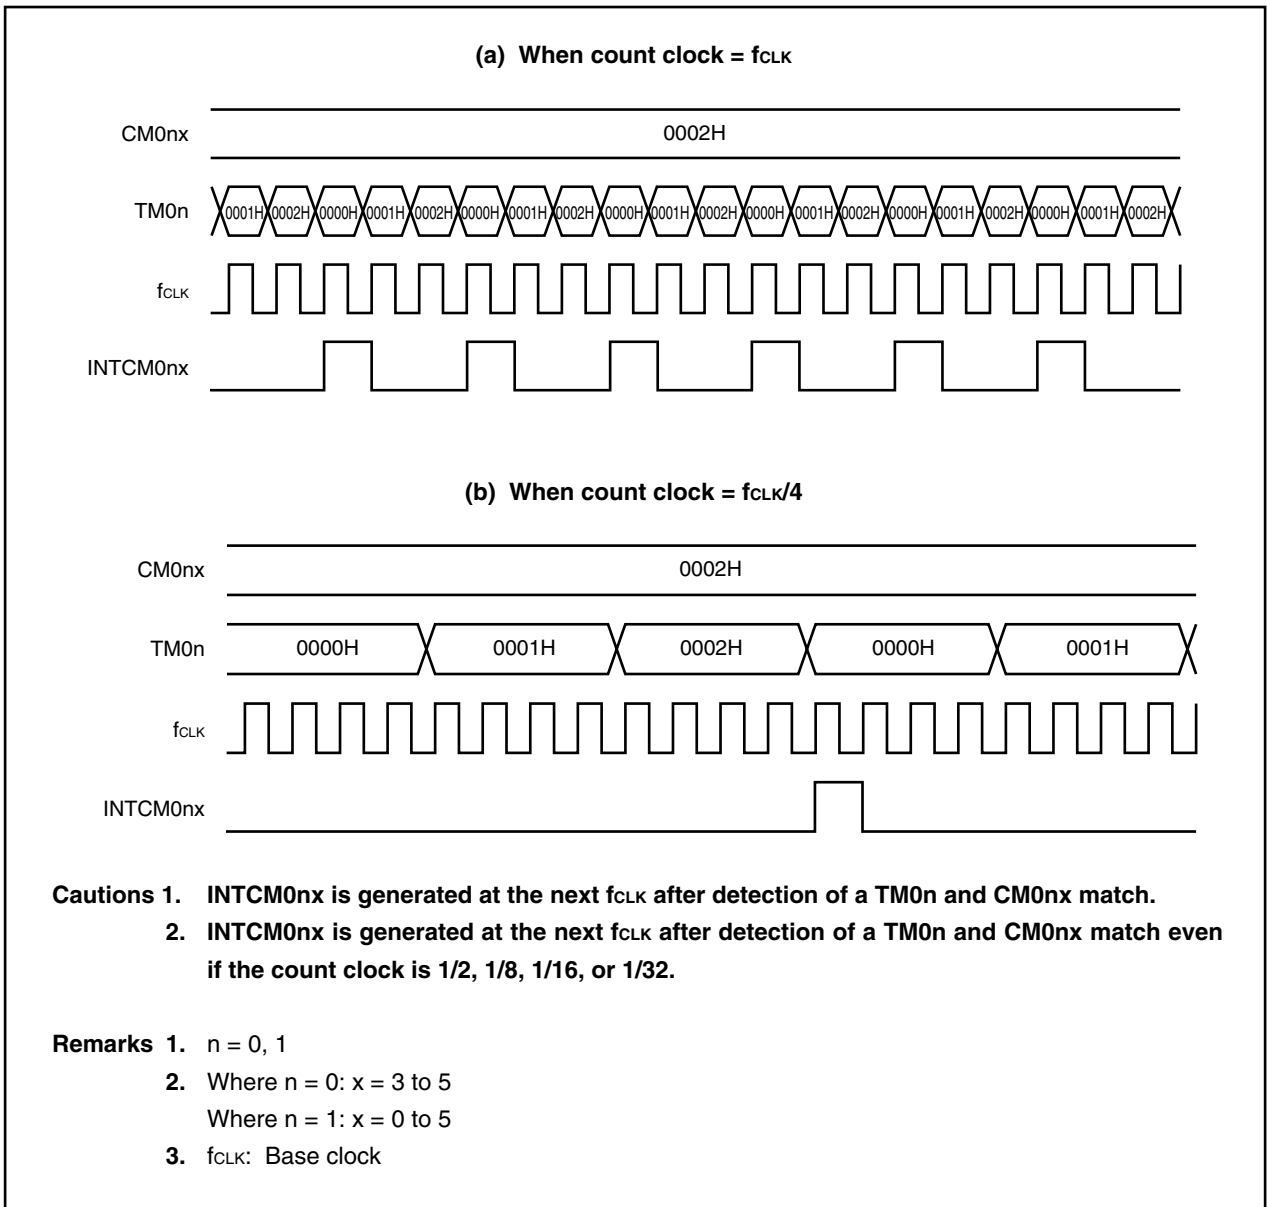 (a) When count clock = fCLK
CM0nx 0002H
TM0n 0001H 0002H 0000H 0001H 0002H 0000H 0001H 0002H 0000H 0001H 0002H 0000H 0001H 0002H 0000H 0001H 0002H 0000H 0001H 0002H
fCLK
INTCM0nx
(b) When count clock = fCLK/4
CM0nx 0002H
TM0n 0000H 0001H 0002H 0000H 0001H
fCLK
INTCM0nx
Cautions 1. INTCM0nx is generated at the next fCLK after detection of a TM0n and CM0nx match.
2. INTCM0nx is generated at the next fCLK after detection of a TM0n and CM0nx match even
if the count clock is 1/2, 1/8, 1/16, or 1/32.
Remarks 1. n = 0, 1
2. Where n = 0: x = 3 to 5
Where n = 1: x = 0 to 5
3. fCLK: Base clock